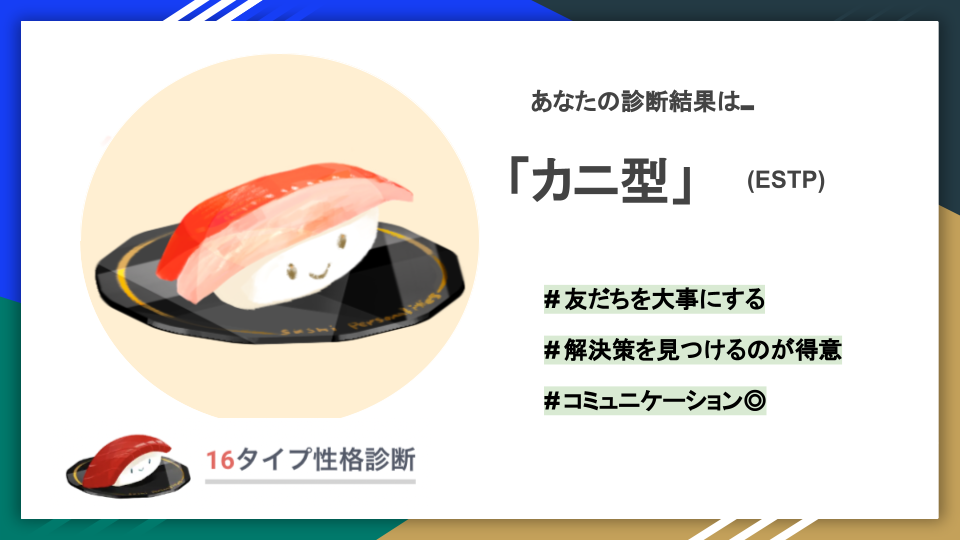 あなたの診断結果は...
「カニ型」 (ESTP)
#友だちを大事にする
#解決策を見つけるのが得意
#コミュニケーション◎
Sushi Personalities
16タイプ性格診断